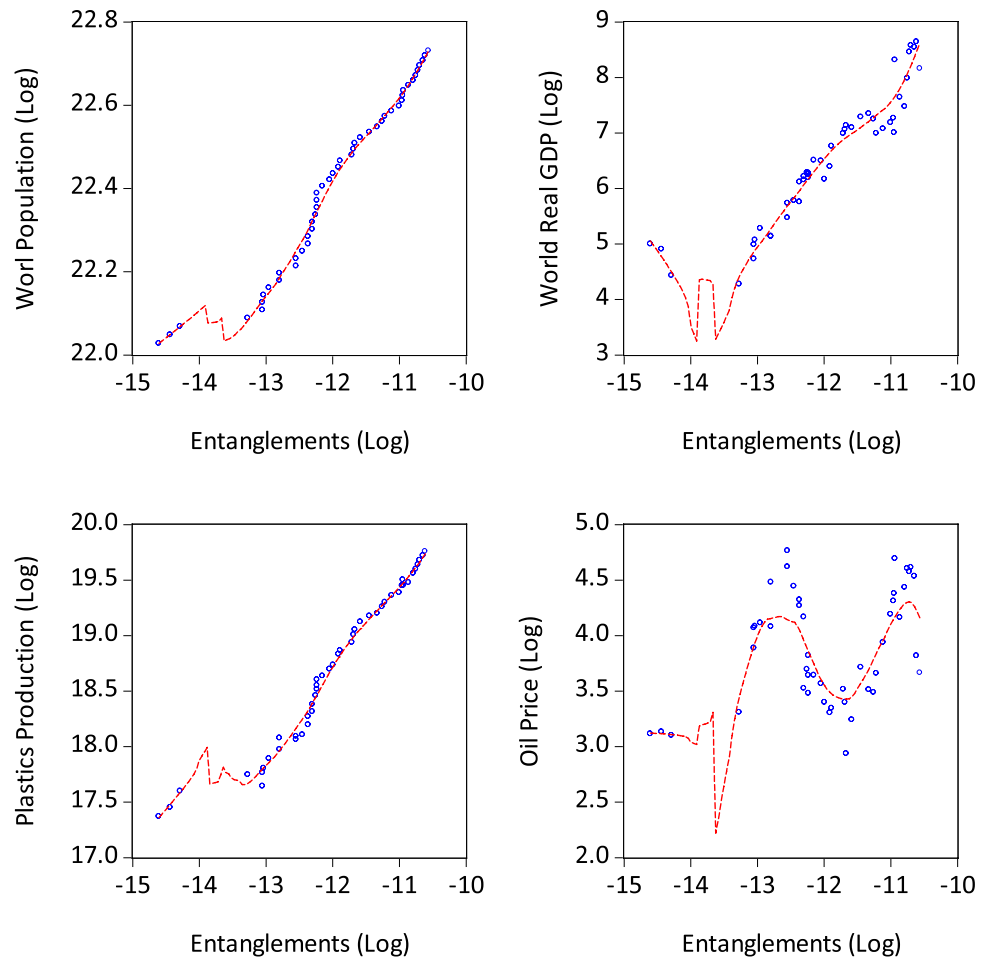 22.8
22.6
22.4
22.2
22.0
-15 -14 -13 -12 -11 -10
Worl Population (Log)
Entanglements (Log)
9
8
7
6
5
4
3
-15 -14 -13 -12 -11 -10
World Real GDP (Log)
Entanglements (Log)
20.0
19.5
19.0
18.5
18.0
17.5
17.0
-15 -14 -13 -12 -11 -10
Plastics Production (Log)
Entanglements (Log)
5.0
4.5
4.0
3.5
3.0
2.5
2.0
-15 -14 -13 -12 -11 -10
Oil Price (Log)
Entanglements (Log)